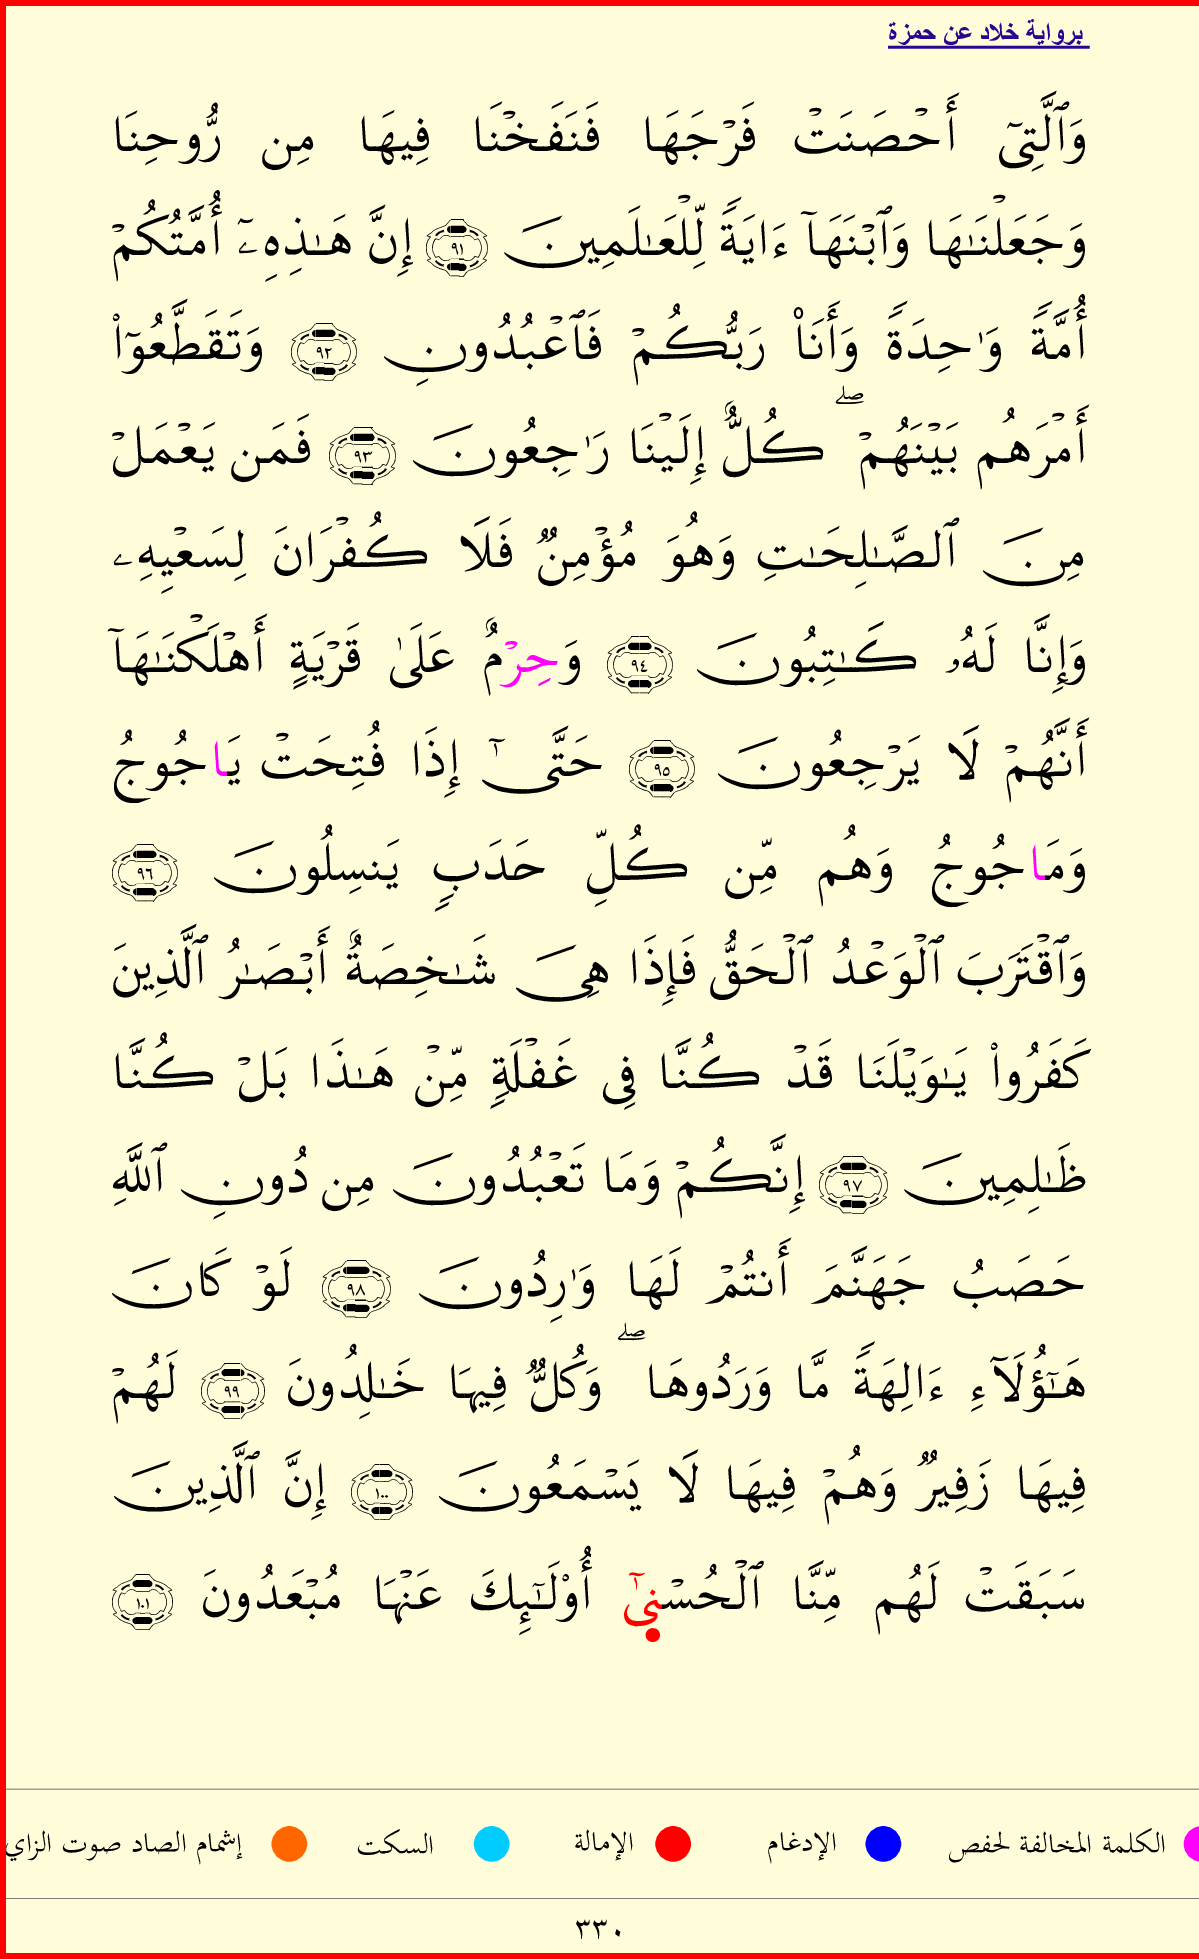 برواية خلاد عن حمزة
وَٱلَّتِيٓ أَحۡصَنَتۡ فَرۡجَهَا فَنَفَخۡنَا فِيهَا مِن رُّوحِنَا
وَجَعَلۡنَٰهَا وَٱبۡنَهَآ ءَايَةٗ لِّلۡعَٰلَمِينَ ٩١ إِنَّ هَٰذِهِۦٓ أُمَّتُكُمۡ
أُمَّةٗ وَٰحِدَةٗ وَأَنَا۠ رَبُّكُمۡ فَٱعۡبُدُونِ ٩٢ وَتَقَطَّعُوٓاْ
أَمۡرَهُم بَيۡنَهُمۡۖ كُلٌّ إِلَيۡنَا رَٰجِعُونَ ٩٣ فَمَن يَعۡمَلۡ
مِنَ ٱلصَّٰلِحَٰتِ وَهُوَ مُؤۡمِنٞ فَلَا كُفۡرَانَ لِسَعۡيِهِۦ
وَإِنَّا لَهُۥ كَٰتِبُونَ ٩٤ وَحِرۡمٌ عَلَىٰ قَرۡيَةٍ أَهۡلَكۡنَٰهَآ
أَنَّهُمۡ لَا يَرۡجِعُونَ ٩٥ حَتَّىٰٓ إِذَا فُتِحَتۡ يَاجُوجُ
وَمَاجُوجُ وَهُم مِّن كُلِّ حَدَبٖ يَنسِلُونَ ٩٦
وَٱقۡتَرَبَ ٱلۡوَعۡدُ ٱلۡحَقُّ فَإِذَا هِيَ شَٰخِصَةٌ أَبۡصَٰرُ ٱلَّذِينَ
كَفَرُواْ يَٰوَيۡلَنَا قَدۡ كُنَّا فِي غَفۡلَةٖ مِّنۡ هَٰذَا بَلۡ كُنَّا
ظَٰلِمِينَ ٩٧ إِنَّكُمۡ وَمَا تَعۡبُدُونَ مِن دُونِ ٱللَّهِ
حَصَبُ جَهَنَّمَ أَنتُمۡ لَهَا وَٰرِدُونَ ٩٨ لَوۡ كَانَ
هَٰٓؤُلَآءِ ءَالِهَةٗ مَّا وَرَدُوهَاۖ وَكُلّٞ فِيهَا خَٰلِدُونَ ٩٩ لَهُمۡ
فِيهَا زَفِيرٞ وَهُمۡ فِيهَا لَا يَسۡمَعُونَ ١٠٠ إِنَّ ٱلَّذِينَ
سَبَقَتۡ لَهُم مِّنَّا ٱلۡحُسۡنِيٓ أُوْلَٰٓئِكَ عَنۡهَا مُبۡعَدُونَ ١٠١
الكلمة المخالفة لحفص الإدغام الإمالة السكت إشمام الصاد صوت الزاي
٣٣٠